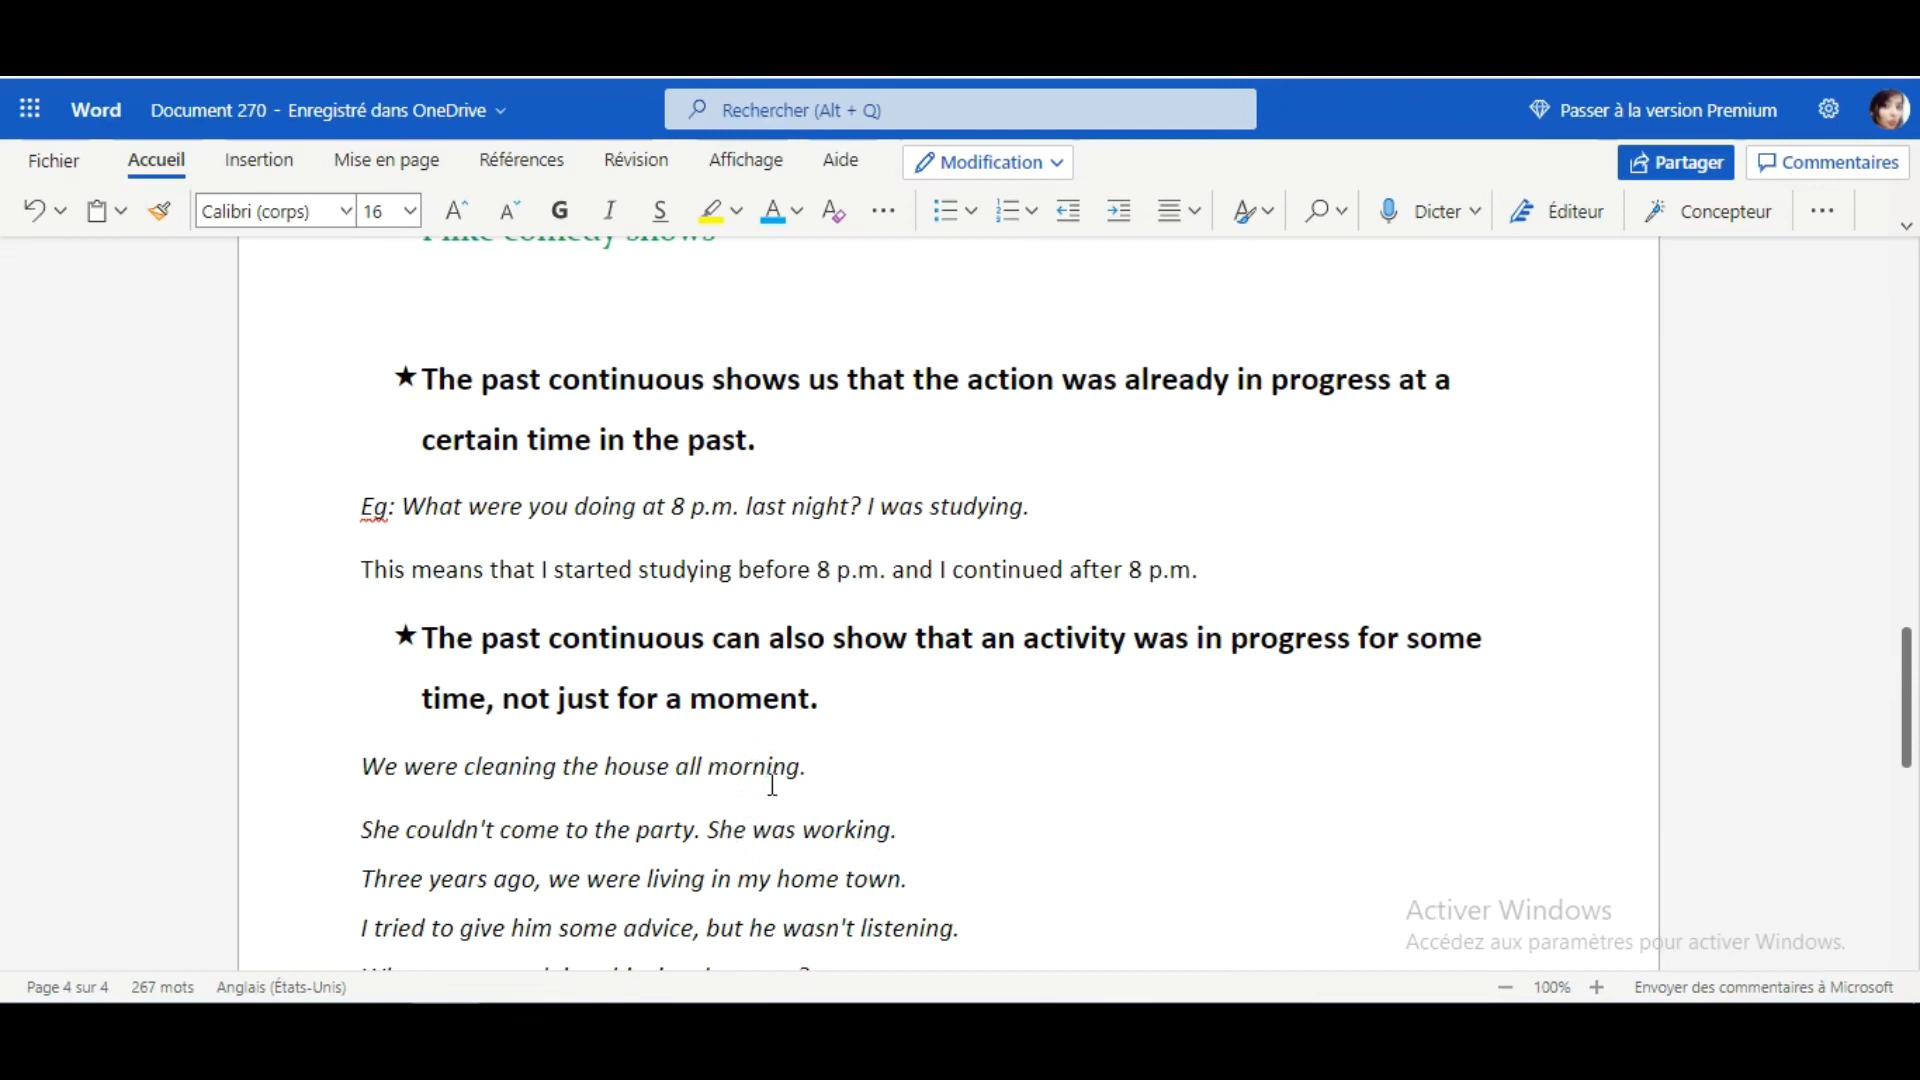 Word Document 270 - Enregistré dans OneDrive Rechercher (Alt + Q) Passer à la version Premium
Fichier Accueil Insertion Mise en page Références Révision Affichage Aide Modification Partager Commentaires
Calibri (corps) 16 G I S Dicter Éditeur Concepteur
I like comedy shows
★The past continuous shows us that the action was already in progress at a
certain time in the past.
Eg: What were you doing at 8 p.m. last night? I was studying.
This means that I started studying before 8 p.m. and I continued after 8 p.m.
★The past continuous can also show that an activity was in progress for some
time, not just for a moment.
We were cleaning the house all morning.
She couldn't come to the party. She was working.
Three years ago, we were living in my home town.
I tried to give him some advice, but he wasn't listening.
Activer Windows
Accédez aux paramètres pour activer Windows.
Page 4 sur 4 267 mots Anglais (États-Unis) 100% Envoyer des commentaires à Microsoft